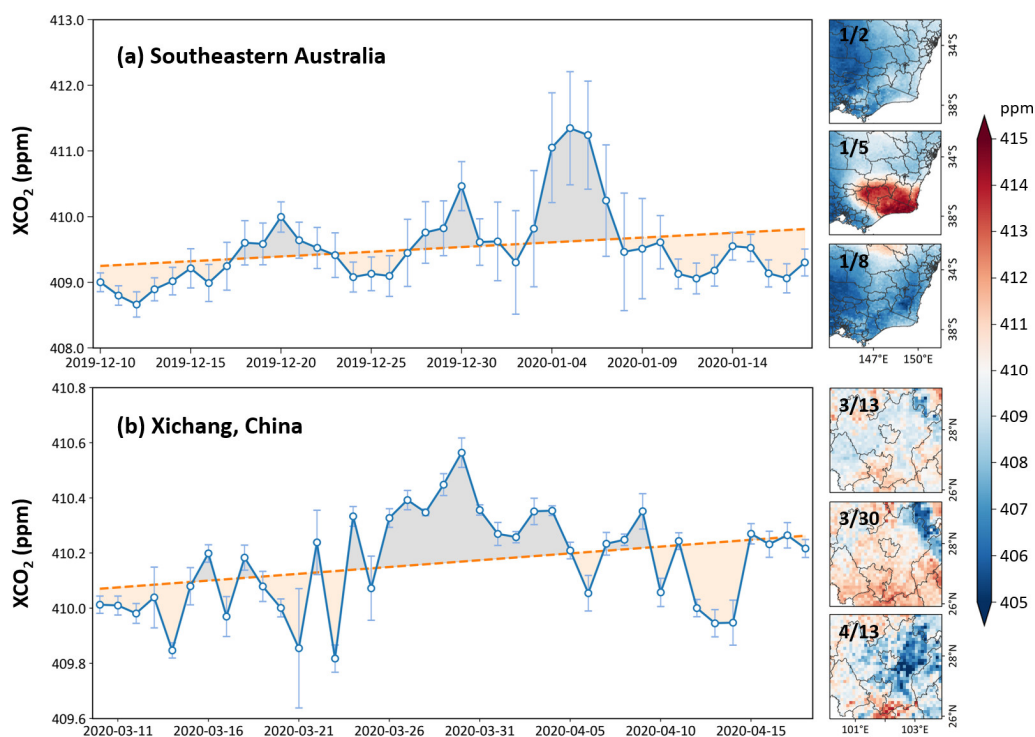 413.0
(a) Southeastern Australia
412.0
411.0
410.0
409.0
408.0
XCO₂ (ppm)
2019-12-10 2019-12-15 2019-12-20 2019-12-25 2019-12-30 2020-01-04 2020-01-09 2020-01-14
1/2
34°S
38°S
1/5
34°S
38°S
1/8
34°S
38°S
147°E 150°E
ppm
415
414
413
412
411
410
409
408
407
406
405
410.8
(b) Xichang, China
410.6
410.4
410.2
410.0
409.8
409.6
XCO₂ (ppm)
2020-03-11 2020-03-16 2020-03-21 2020-03-26 2020-03-31 2020-04-05 2020-04-10 2020-04-15
3/13
28°N
26°N
3/30
28°N
26°N
4/13
28°N
26°N
101°E 103°E